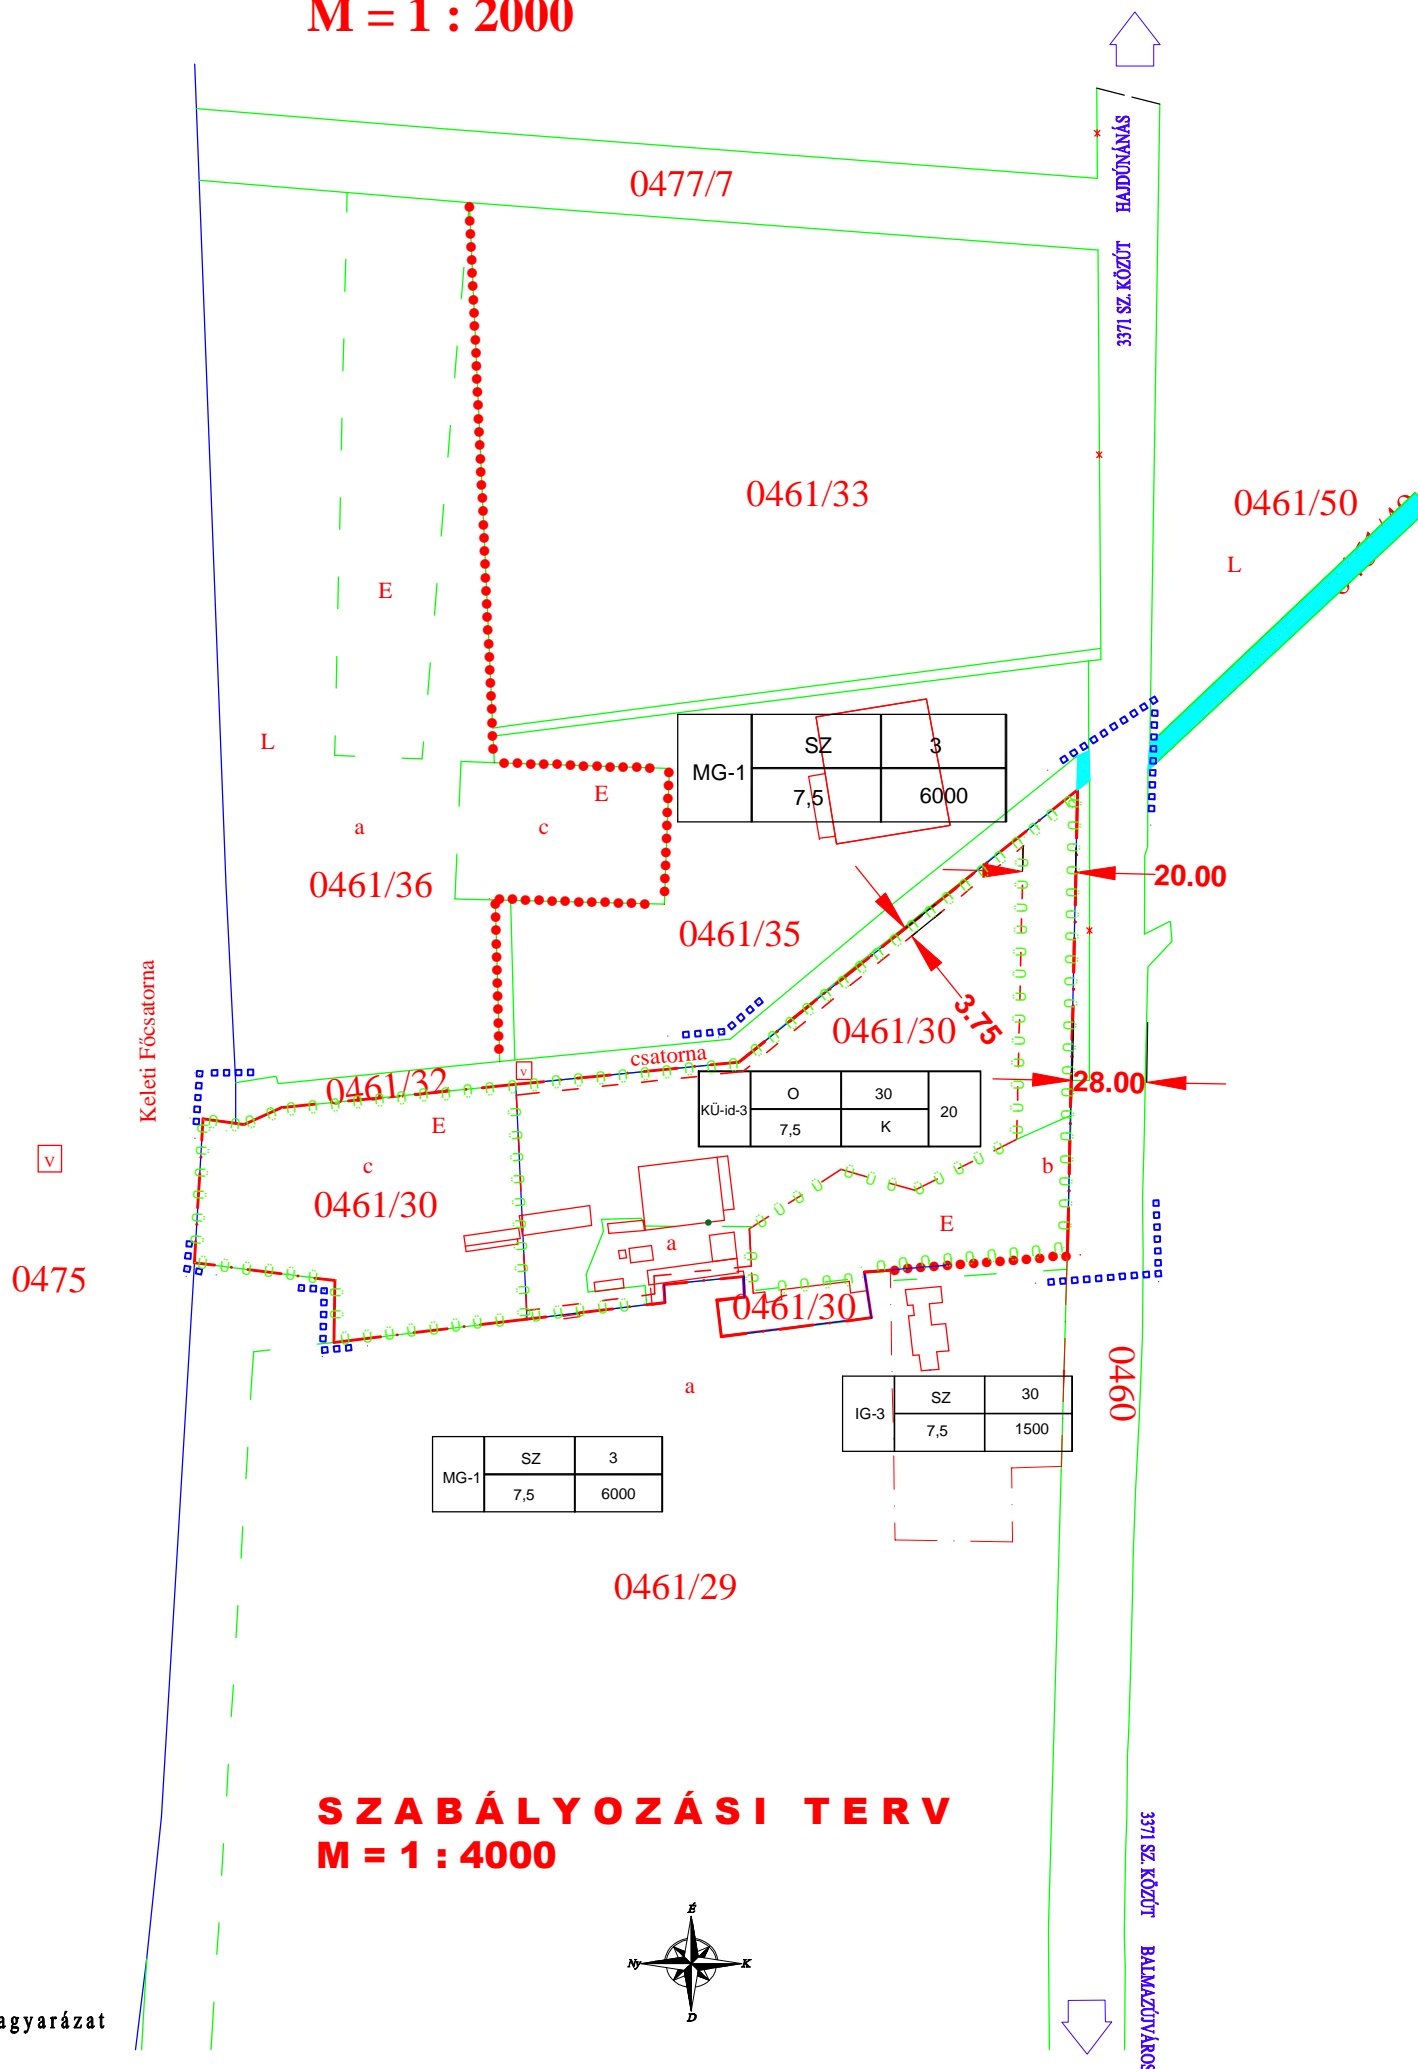 M = 1 : 2000
3371 SZ. KÖZÚT HAJDÚNÁNÁS
0477/7
0461/33
0461/50
L
E
L
MG-1
SZ
3
7,5
6000
E
a
c
0461/36
0461/35
20.00
3.75
0461/30
Keleti Főcsatorna
csatorna
v
0461/32
28.00
KÜ-id-3
O
30
20
7,5
K
E
v
c
b
0461/30
E
a
0475
0461/30
0460
a
IG-3
SZ
30
7,5
1500
MG-1
SZ
3
7,5
6000
0461/29
SZABÁLYOZÁSI TERV
M = 1 : 4000
3371 SZ. KÖZÚT BALMAZÚJVÁROS
É
Ny
K
D
agyarázat